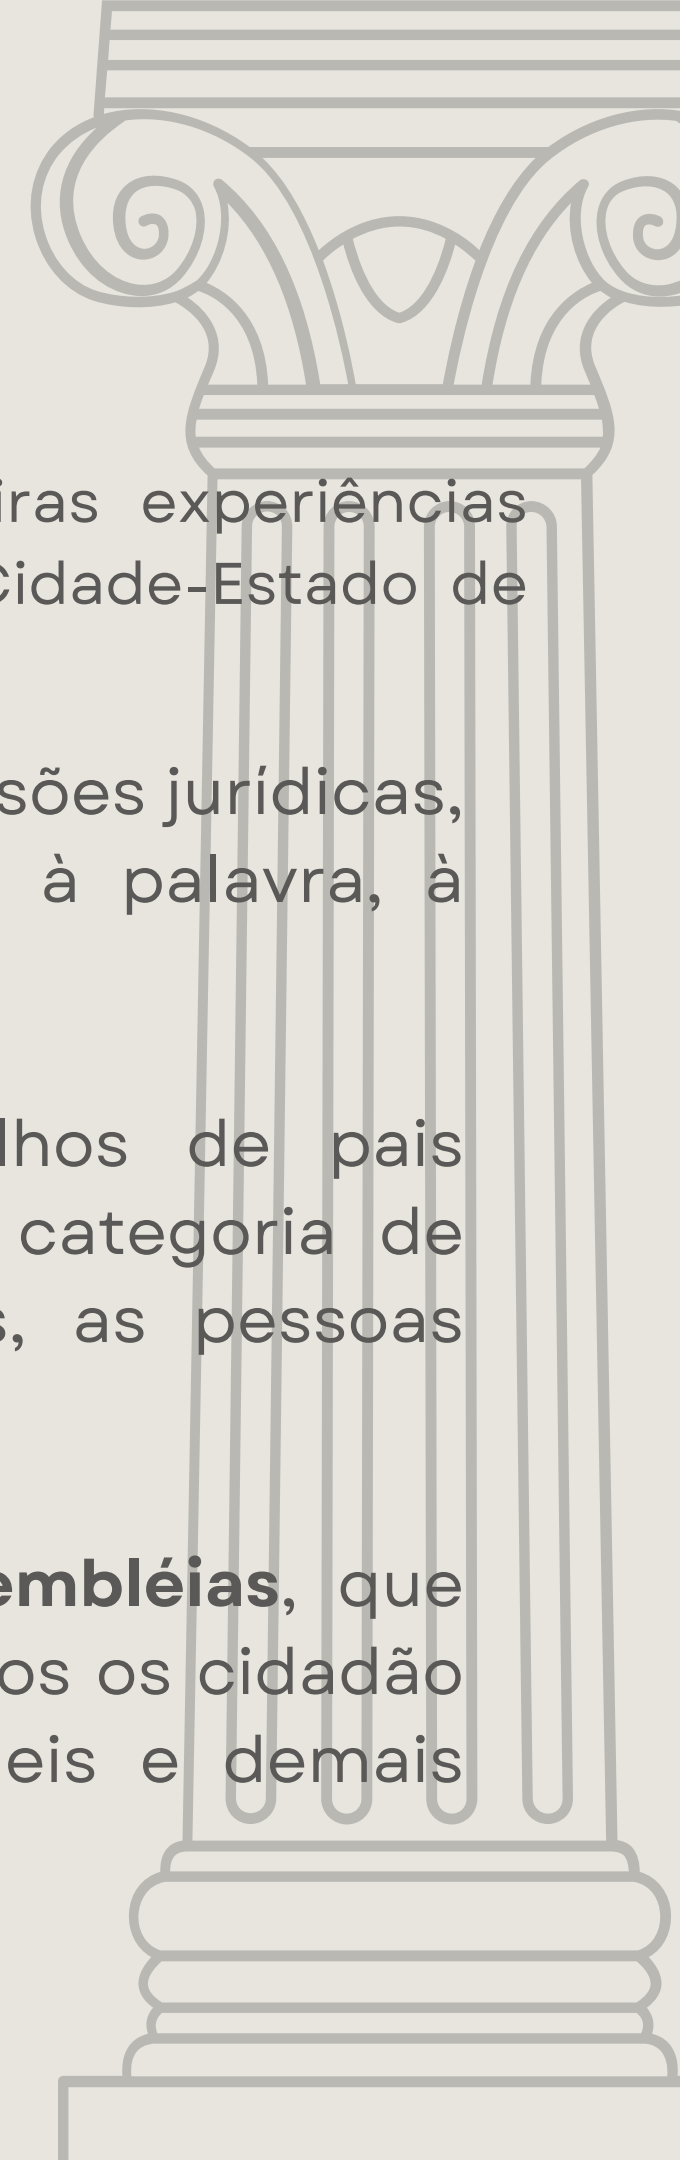 iras experiências
Cidade-Estado de
sões jurídicas,
à palavra, à
lhos de pais
categoria de
s, as pessoas
embléias, que
os os cidadão
eis e demais